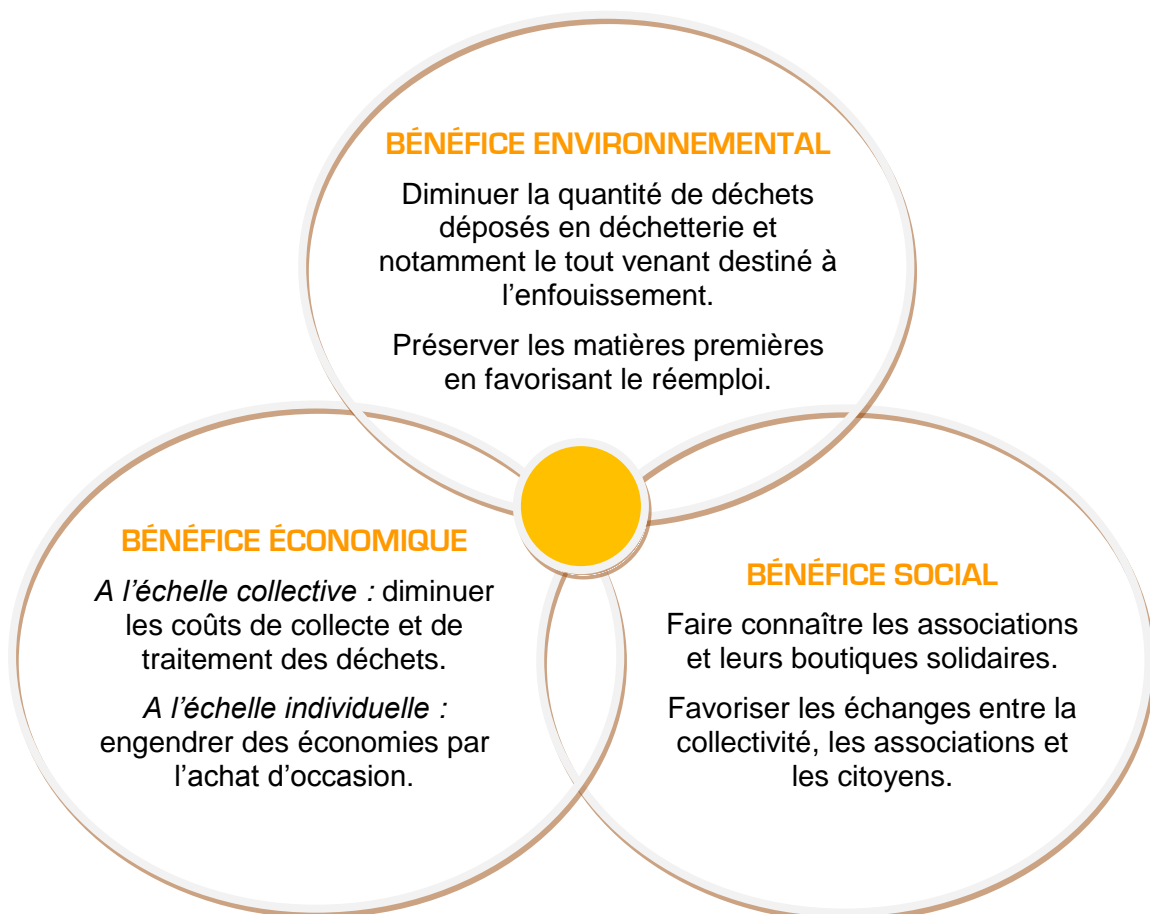 BÉNÉFICE ENVIRONNEMENTAL
Diminuer la quantité de déchets
déposés en déchetterie et
notamment le tout venant destiné à
l’enfouissement.
Préserver les matières premières
en favorisant le réemploi.
BÉNÉFICE ÉCONOMIQUE
A l’échelle collective : diminuer
les coûts de collecte et de
traitement des déchets.
A l’échelle individuelle :
engendrer des économies par
l’achat d’occasion.
BÉNÉFICE SOCIAL
Faire connaître les associations
et leurs boutiques solidaires.
Favoriser les échanges entre la
collectivité, les associations et
les citoyens.